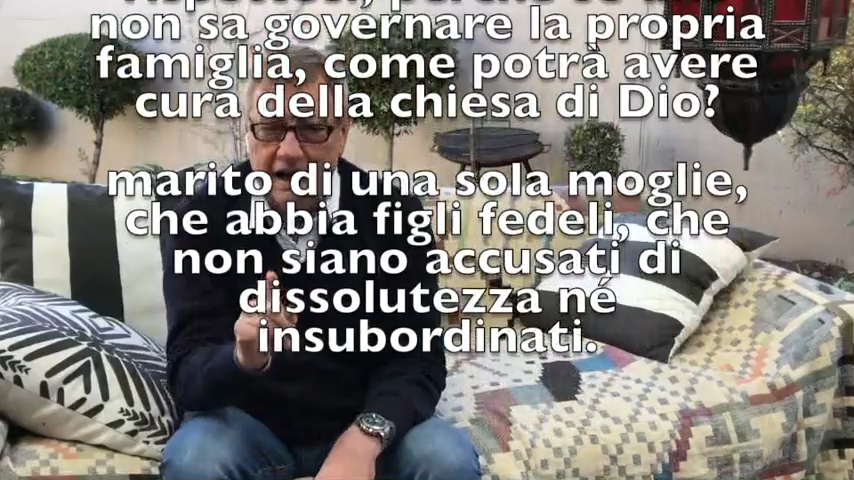 non sa governare la propria
famiglia, come potrà avere
cura della chiesa di Dio?
marito di una sola moglie,
che abbia figli fedeli, che
non siano accusati di
dissolutezza né
insubordinati.